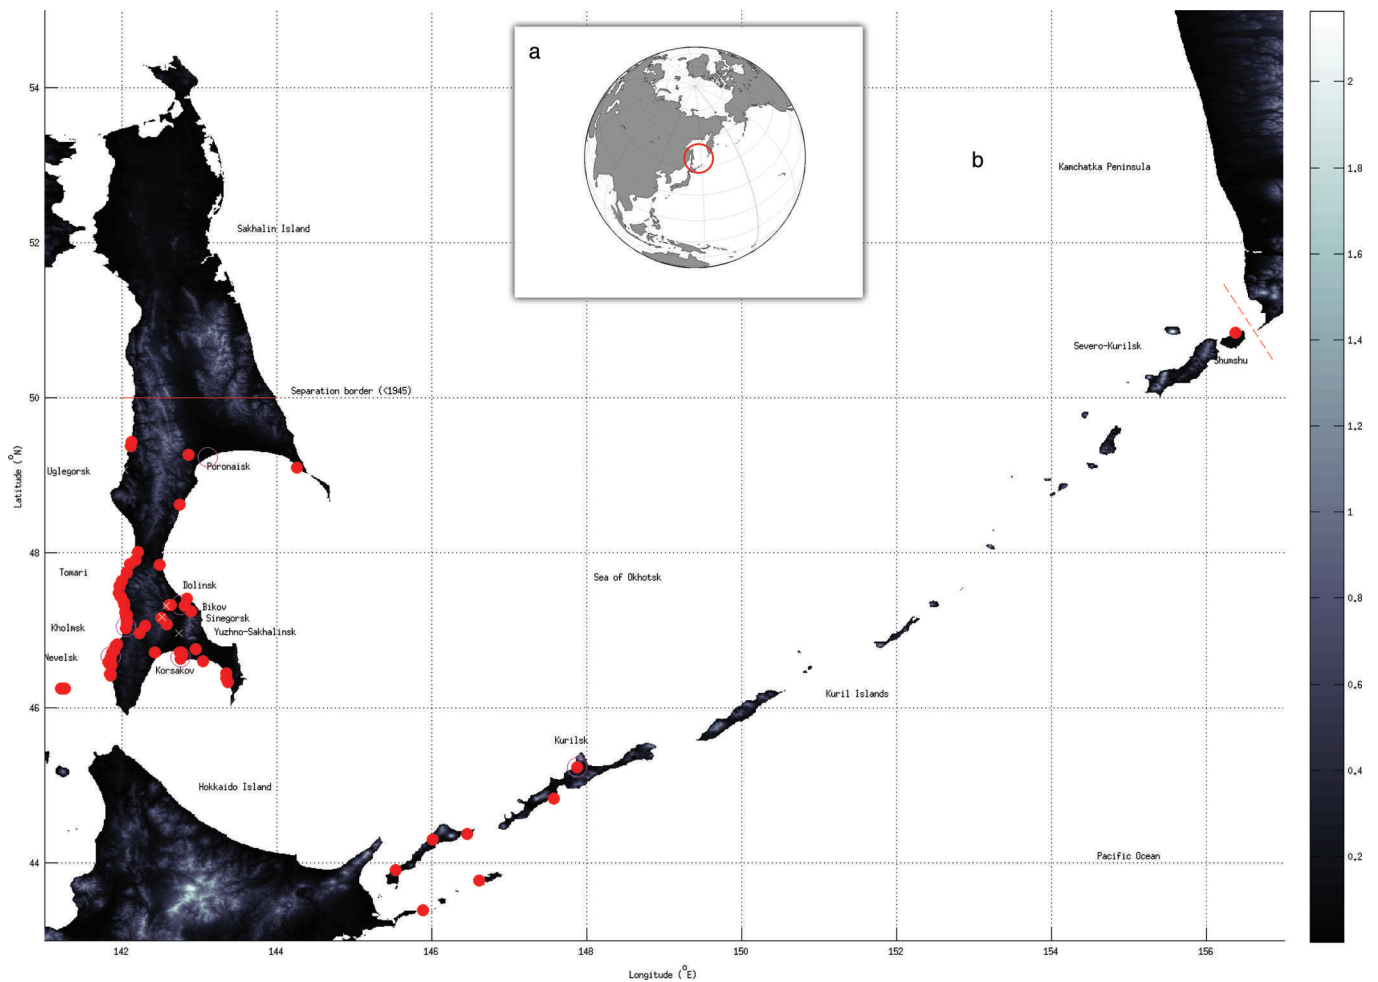 a
b
Kamchatka Peninsula
Sakhalin Island
Severo-Kurilsk
Shumshu
Separation border (<1945)
Uglegorsk
Poronaisk
Tomari
Sea of Okhotsk
Dolinsk
Bikov
Sinegorsk
Kholmsk
Yuzhno-Sakhalinsk
Nevelsk
Korsakov
Kuril Islands
Kurilsk
Hokkaido Island
Pacific Ocean
54
52
50
48
46
44
Latitude (°N)
142
144
146
148
150
152
154
156
Longitude (°E)
2
1.8
1.6
1.4
1.2
1
0.8
0.6
0.4
0.2